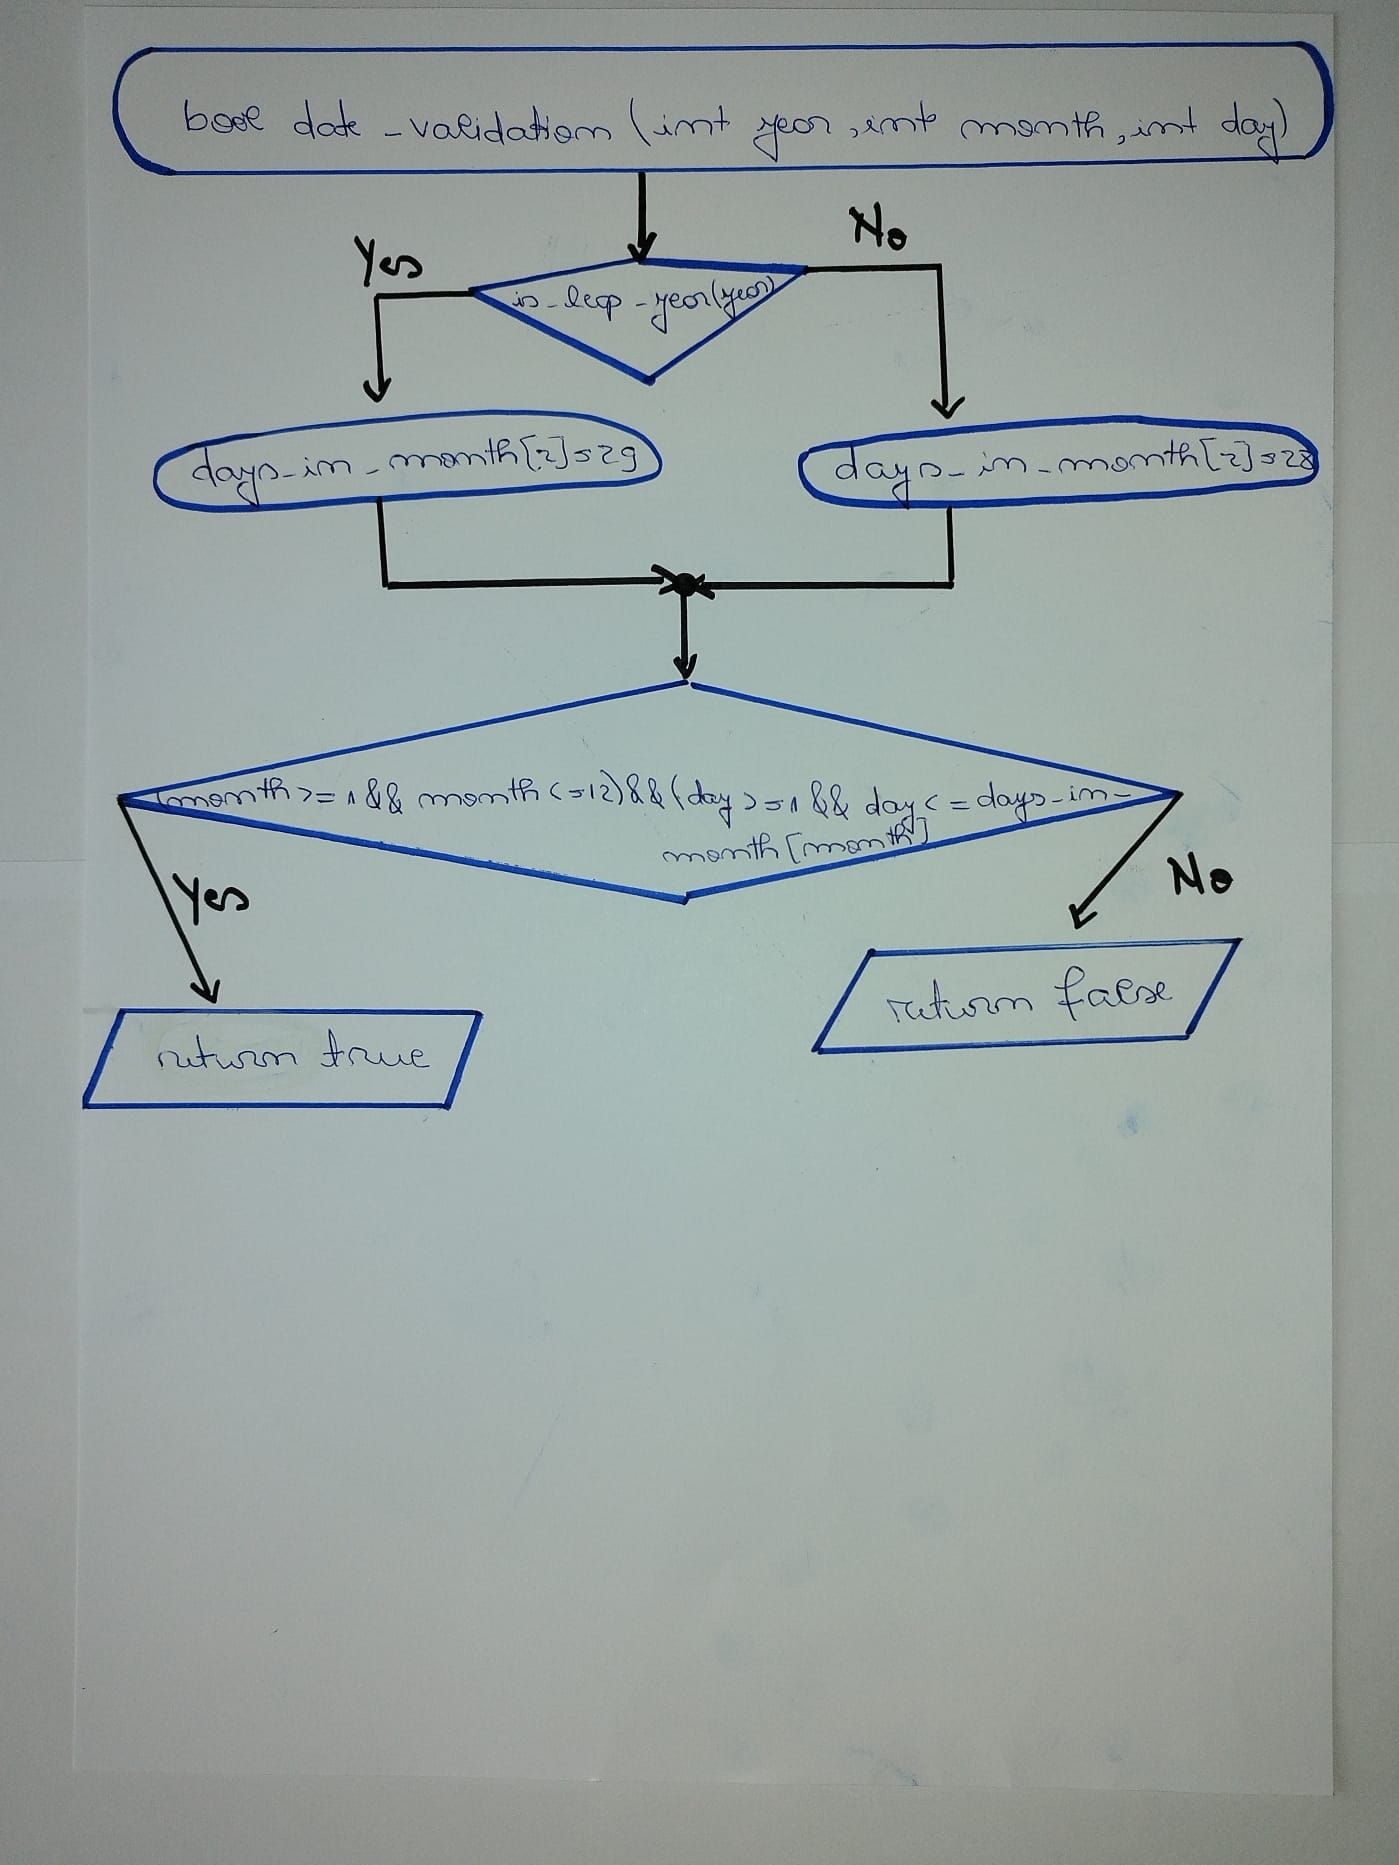 bool date_validation (int year, int month, int day)
Yes
No
is_leap_year(year)
days_in_month[2]=29
days_in_month[2]=28
(month >= 1 && month <= 12) && (day >= 1 && day <= days_in_
month [month]
Yes
No
return false
return true